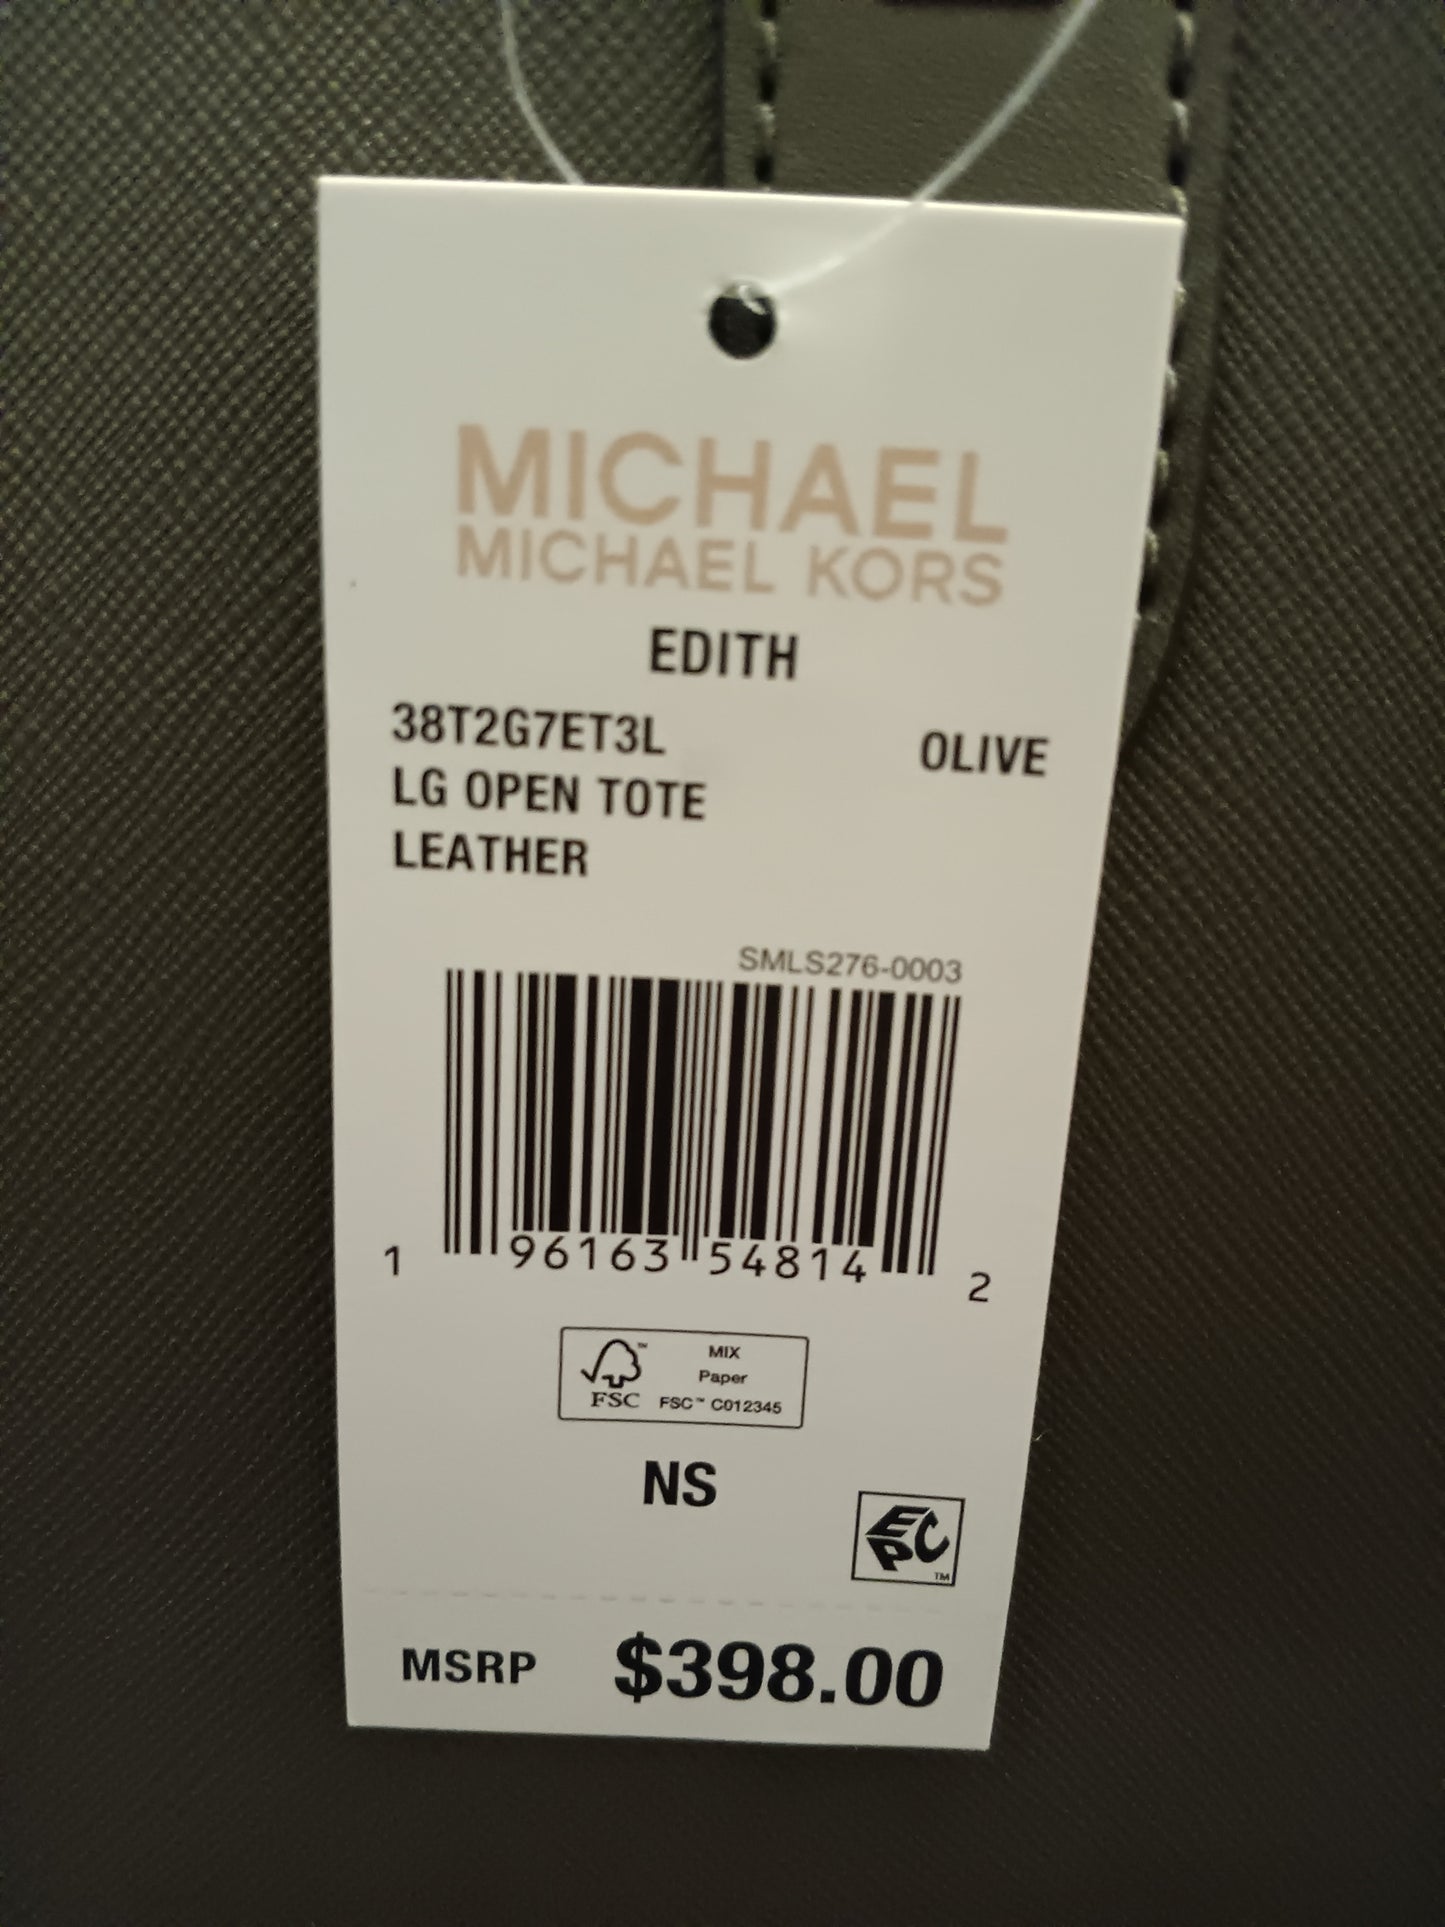 MICHAEL
MICHAEL KORS
EDITH
38T2G7ET3L OLIVE
LG OPEN TOTE
LEATHER
SMLS276-0003
1 96163 54814 2
FSC
MIX
Paper
FSC™ C012345
NS
EPC™
MSRP $398.00